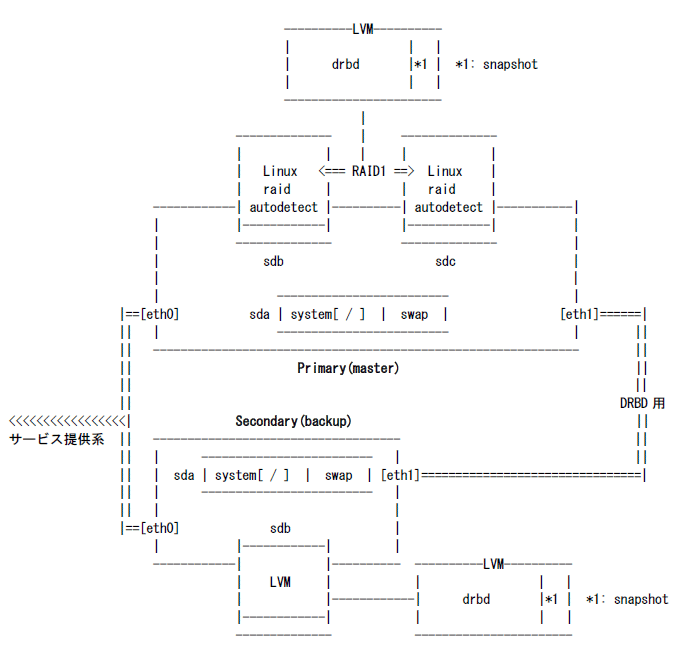 LVM
drbd *1 *1: snapshot
Linux <=== RAID1 ==> Linux
raid raid
autodetect autodetect
sdb sdc
==[eth0] sda | system[ / ] | swap | [eth1]======
Primary(master)
DRBD 用
<<<<<<<<<<<<<<<<< Secondary(backup)
サービス提供系
sda | system[ / ] | swap | [eth1]================================
==[eth0] sdb
LVM
LVM
drbd *1 *1: snapshot